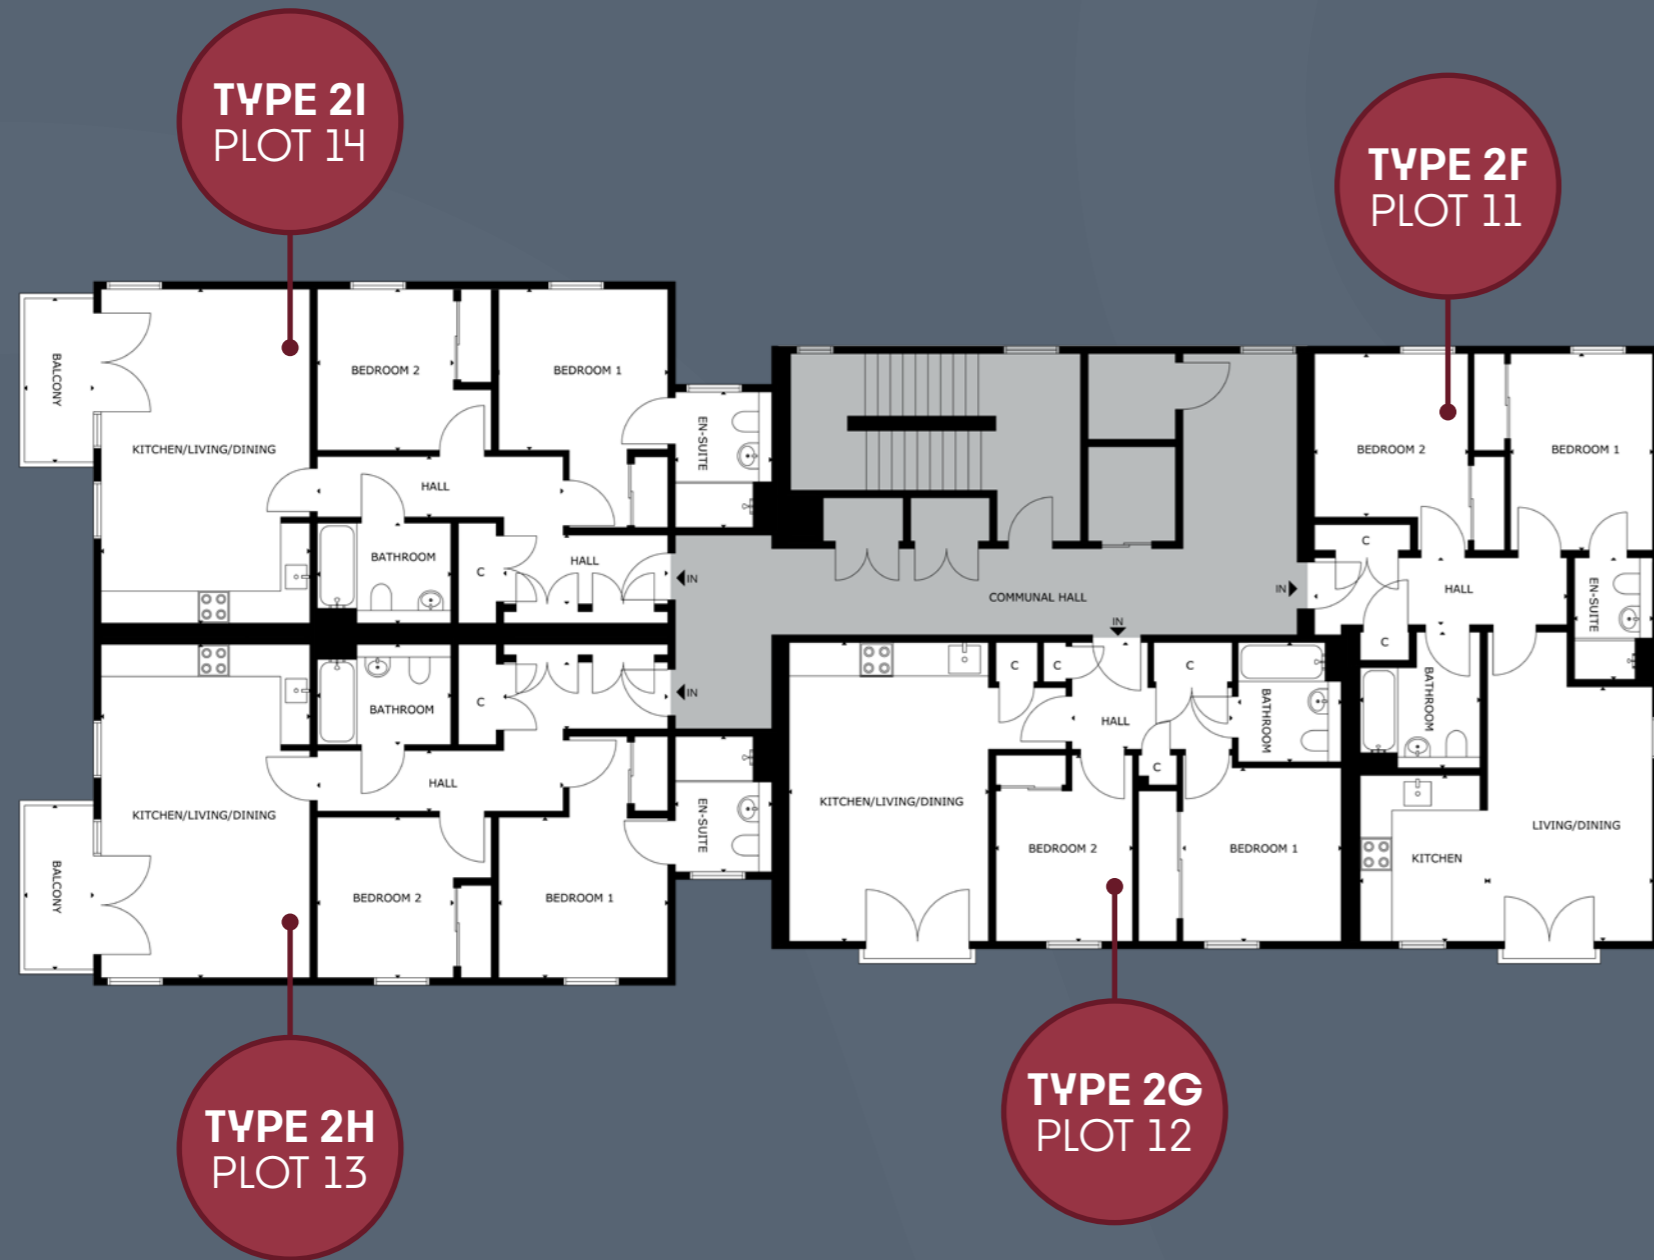 TYPE 2I
PLOT 14
TYPE 2F
PLOT 11
BALCONY
KITCHEN/LIVING/DINING
BEDROOM 2
BEDROOM 1
EN-SUITE
HALL
BATHROOM
C
HALL
IN
COMMUNAL HALL
IN
IN
BEDROOM 2
BEDROOM 1
C
HALL
EN-SUITE
C
BATHROOM
KITCHEN
LIVING/DINING
IN
BATHROOM
C
HALL
KITCHEN/LIVING/DINING
BALCONY
BEDROOM 2
BEDROOM 1
EN-SUITE
C
C
C
HALL
BATHROOM
C
KITCHEN/LIVING/DINING
BEDROOM 2
BEDROOM 1
TYPE 2H
PLOT 13
TYPE 2G
PLOT 12